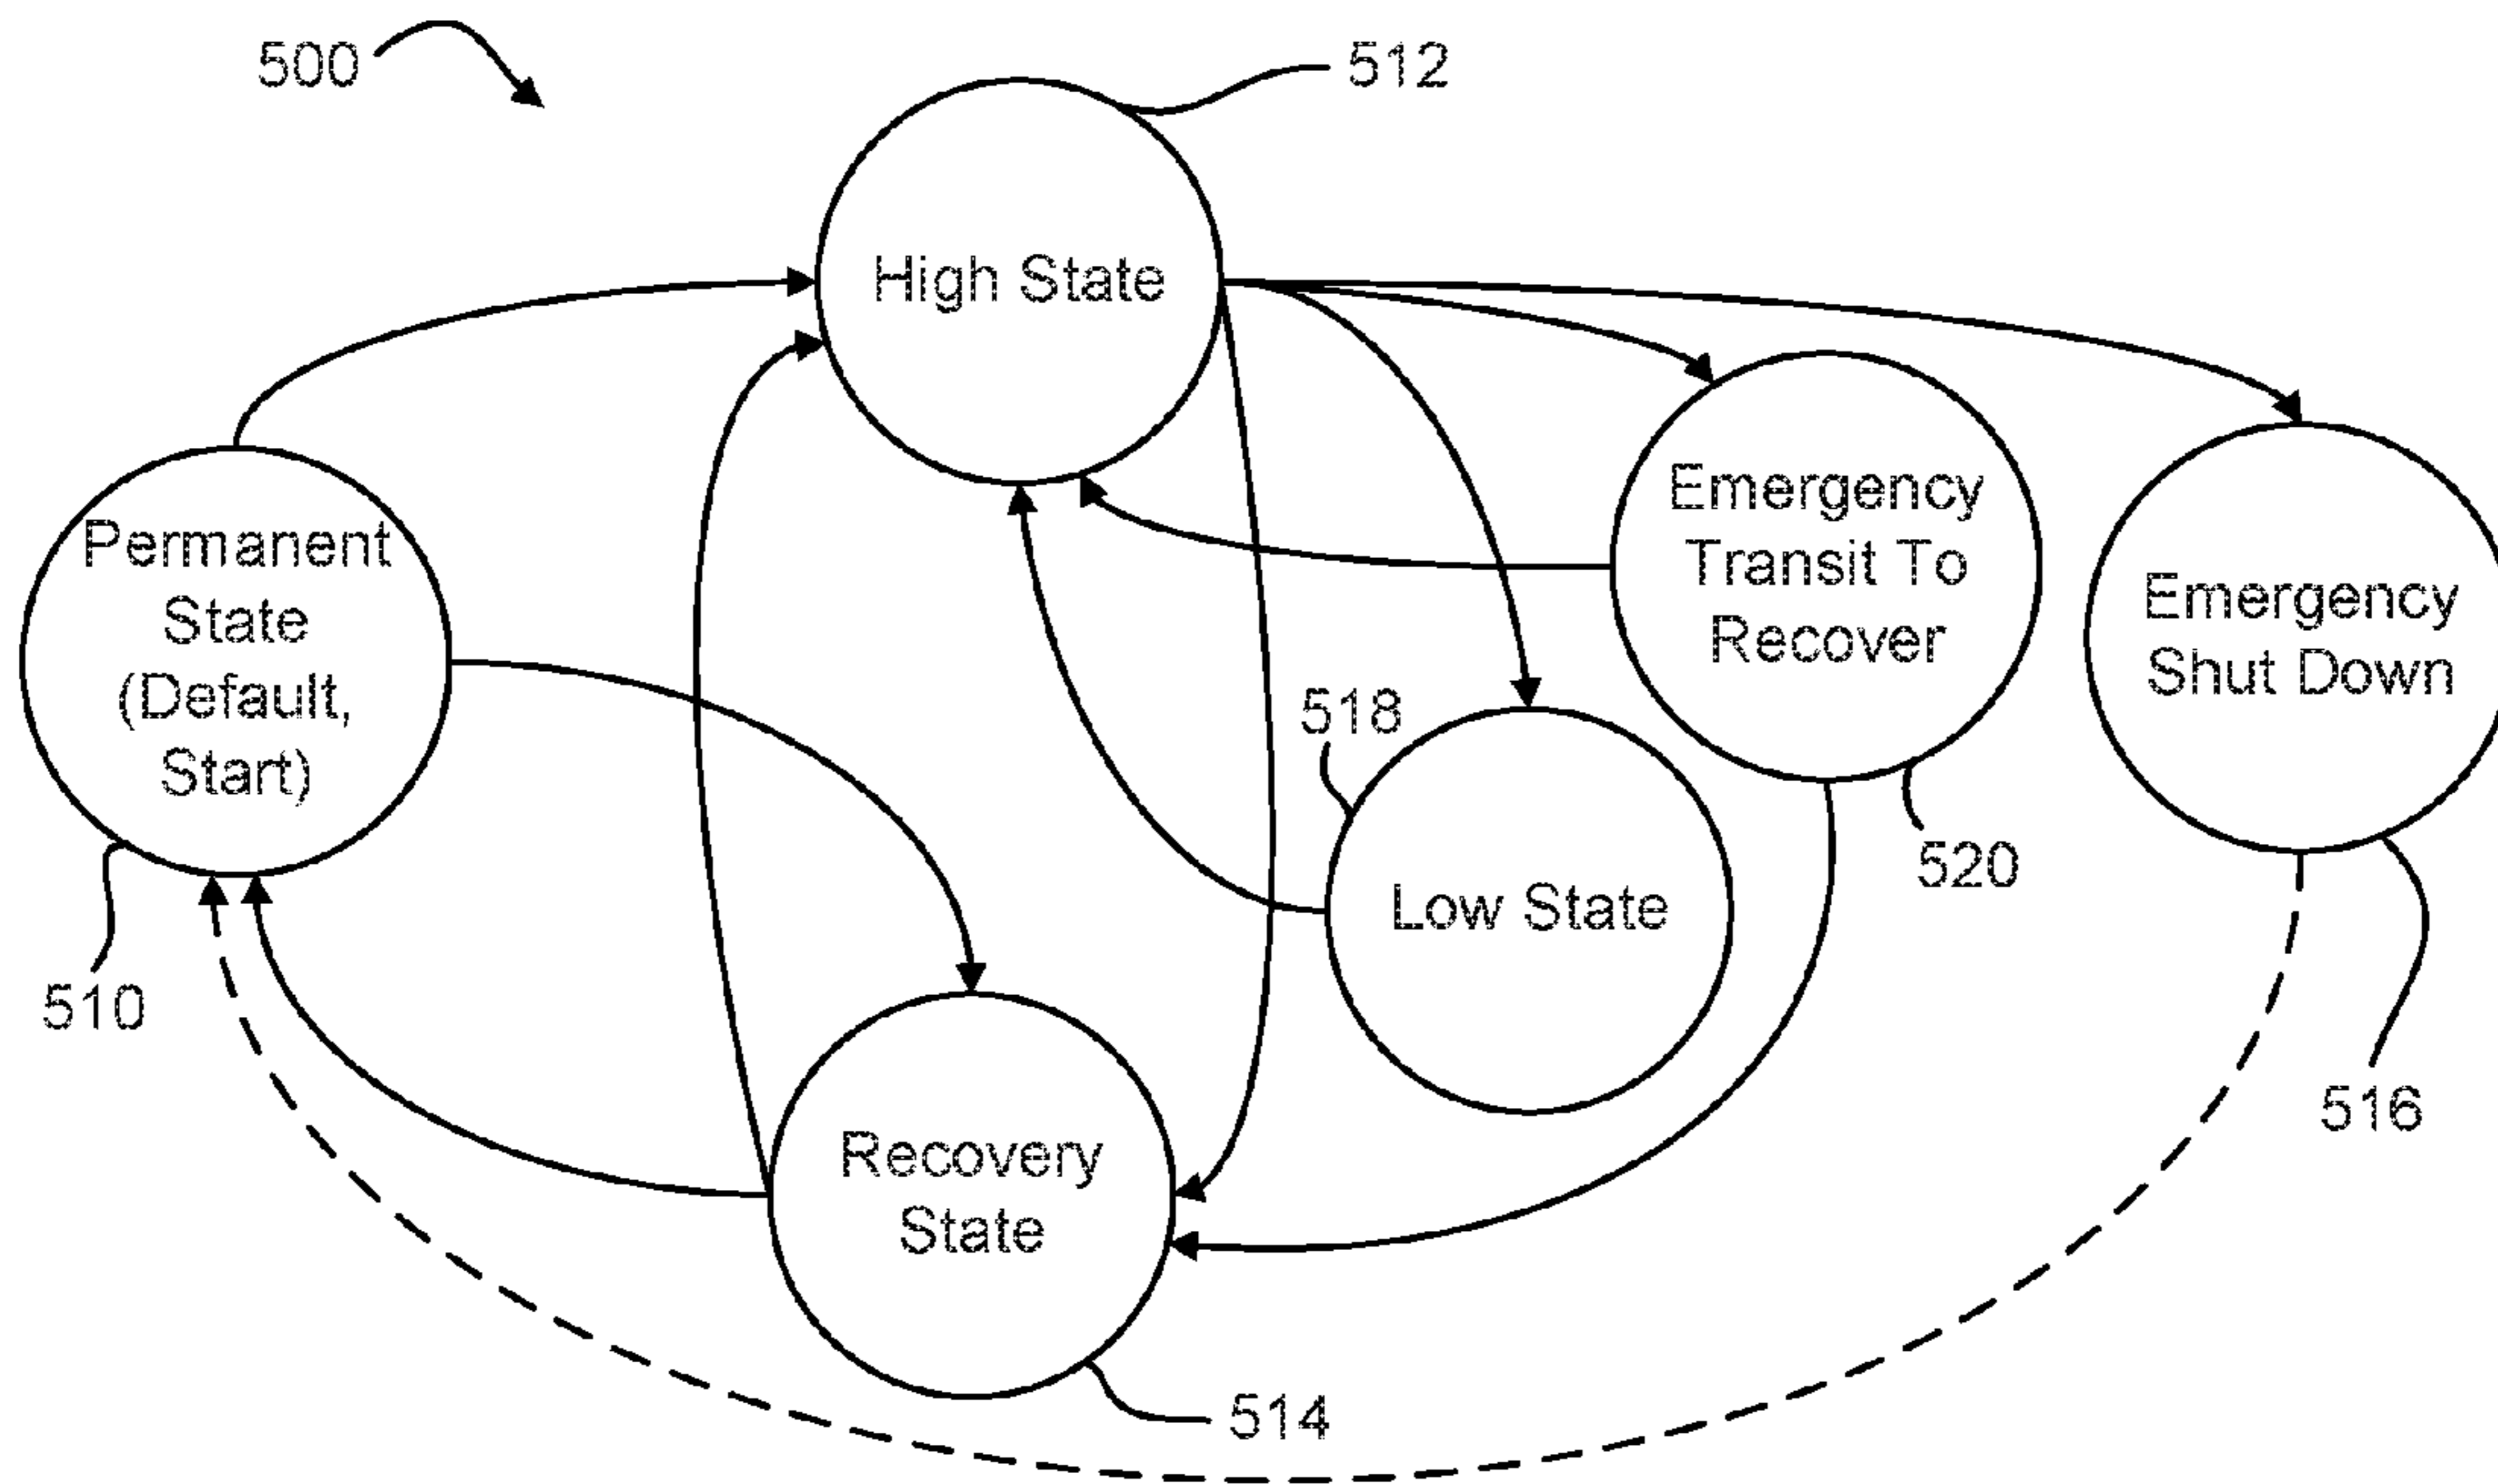 500
512
High State
Permanent
State
(Default,
Start)
510
Emergency
Transit To
Recover
520
Emergency
Shut Down
516
518
Low State
Recovery
State
514